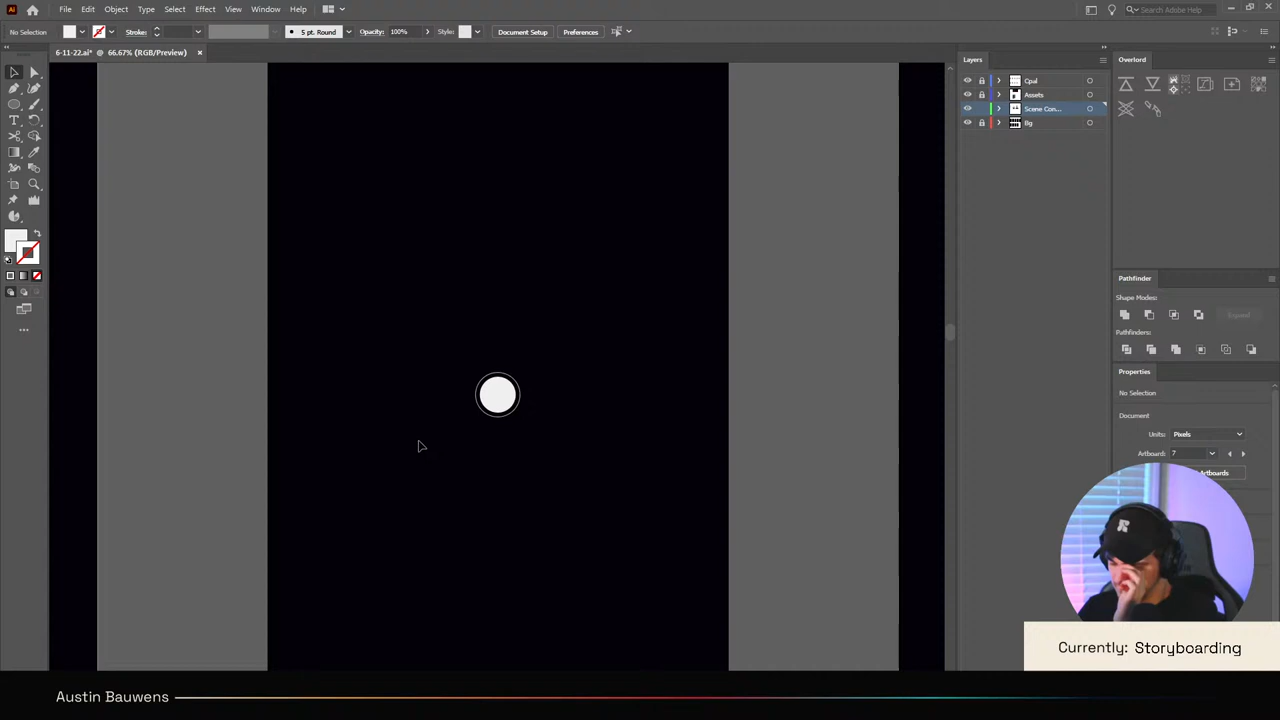 Ai File Edit Object Type Select Effect View Window Help Search Adobe Help
No Selection Stroke: 5 pt. Round Opacity: 100% Style: Document Setup Preferences
6-11-22.ai* @ 66.67% (RGB/Preview)
Layers
Cpal
Assets
Scene Con...
Bg
Overlord
Pathfinder
Shape Modes:
Expand
Pathfinders:
Properties
No Selection
Document
Units: Pixels
Artboard: 7
Artboards
Currently: Storyboarding
Austin Bauwens